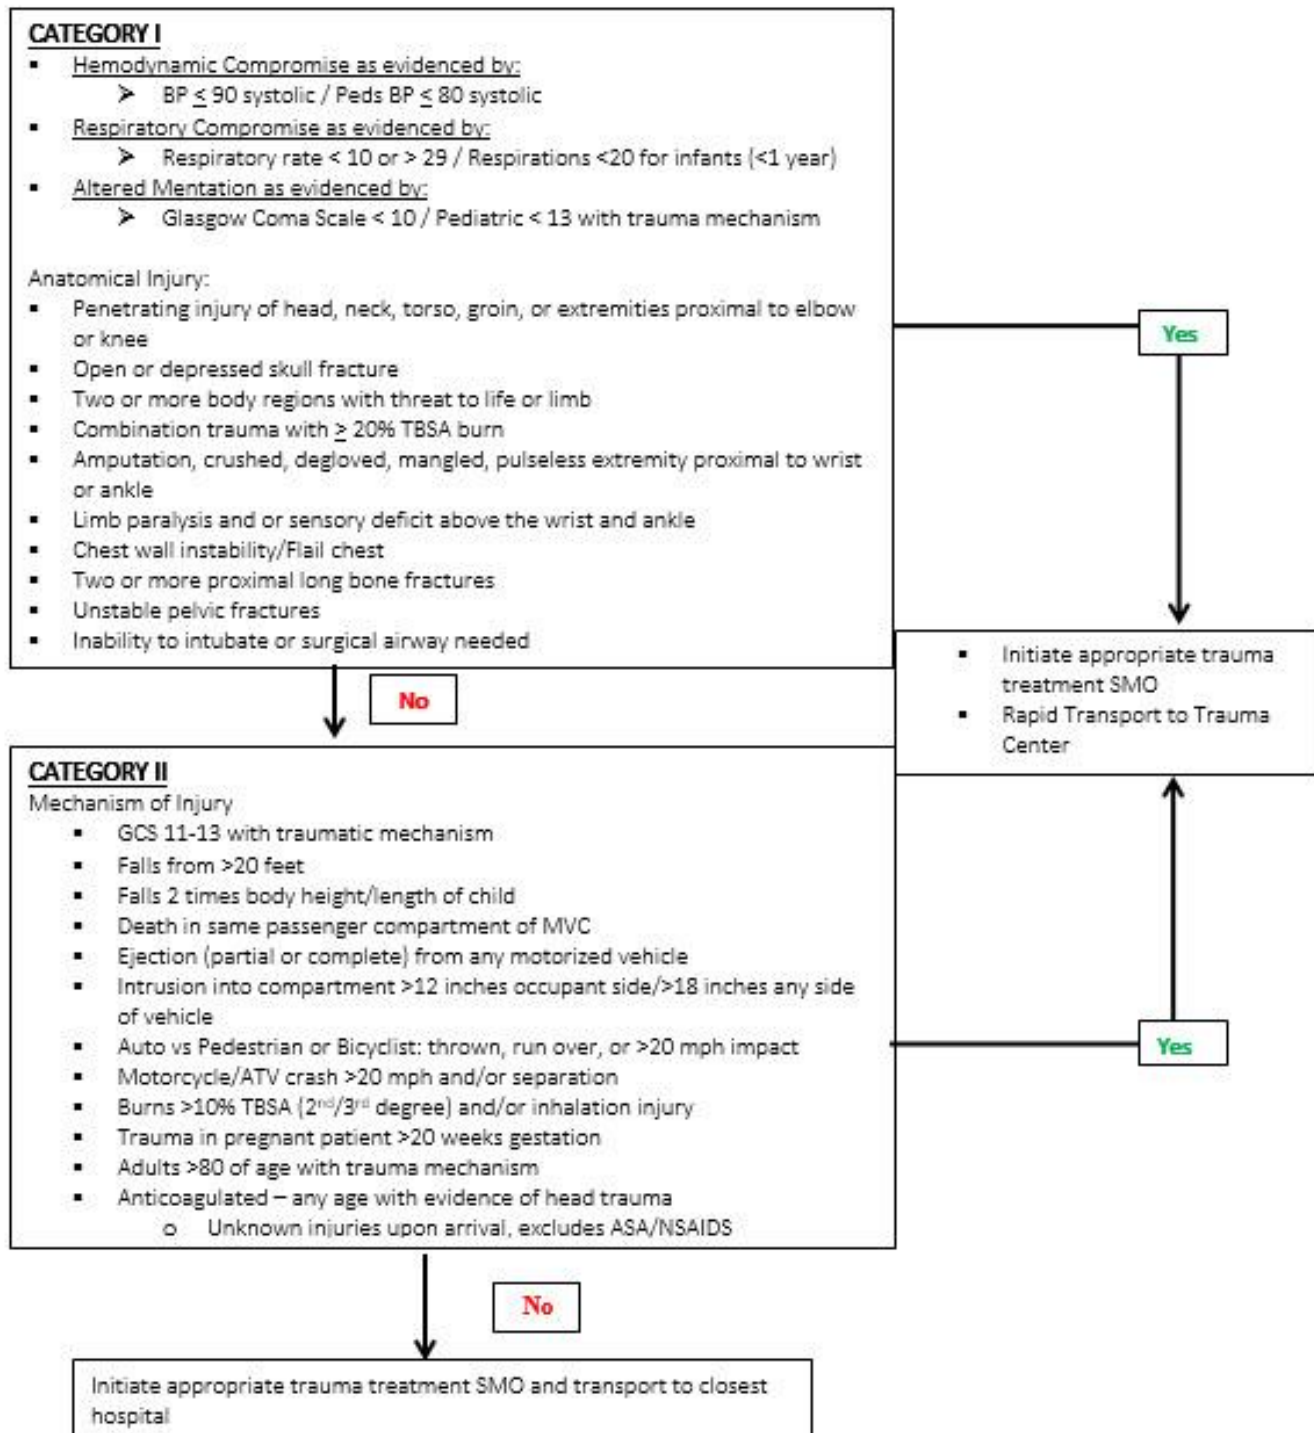 CATEGORY I
▪ Hemodynamic Compromise as evidenced by:
➢ BP ≤ 90 systolic / Peds BP ≤ 80 systolic
▪ Respiratory Compromise as evidenced by:
➢ Respiratory rate < 10 or > 29 / Respirations <20 for infants (<1 year)
▪ Altered Mentation as evidenced by:
➢ Glasgow Coma Scale < 10 / Pediatric < 13 with trauma mechanism
Anatomical Injury:
▪ Penetrating injury of head, neck, torso, groin, or extremities proximal to elbow
or knee
▪ Open or depressed skull fracture
▪ Two or more body regions with threat to life or limb
▪ Combination trauma with ≥ 20% TBSA burn
▪ Amputation, crushed, degloved, mangled, pulseless extremity proximal to wrist
or ankle
▪ Limb paralysis and or sensory deficit above the wrist and ankle
▪ Chest wall instability/Flail chest
▪ Two or more proximal long bone fractures
▪ Unstable pelvic fractures
▪ Inability to intubate or surgical airway needed
Yes
▪ Initiate appropriate trauma
treatment SMO
▪ Rapid Transport to Trauma
Center
No
CATEGORY II
Mechanism of Injury
▪ GCS 11-13 with traumatic mechanism
▪ Falls from >20 feet
▪ Falls 2 times body height/length of child
▪ Death in same passenger compartment of MVC
▪ Ejection (partial or complete) from any motorized vehicle
▪ Intrusion into compartment >12 inches occupant side/>18 inches any side
of vehicle
▪ Auto vs Pedestrian or Bicyclist: thrown, run over, or >20 mph impact
▪ Motorcycle/ATV crash >20 mph and/or separation
▪ Burns >10% TBSA (2nd/3rd degree) and/or inhalation injury
▪ Trauma in pregnant patient >20 weeks gestation
▪ Adults >80 of age with trauma mechanism
▪ Anticoagulated – any age with evidence of head trauma
o Unknown injuries upon arrival, excludes ASA/NSAIDS
Yes
No
Initiate appropriate trauma treatment SMO and transport to closest
hospital